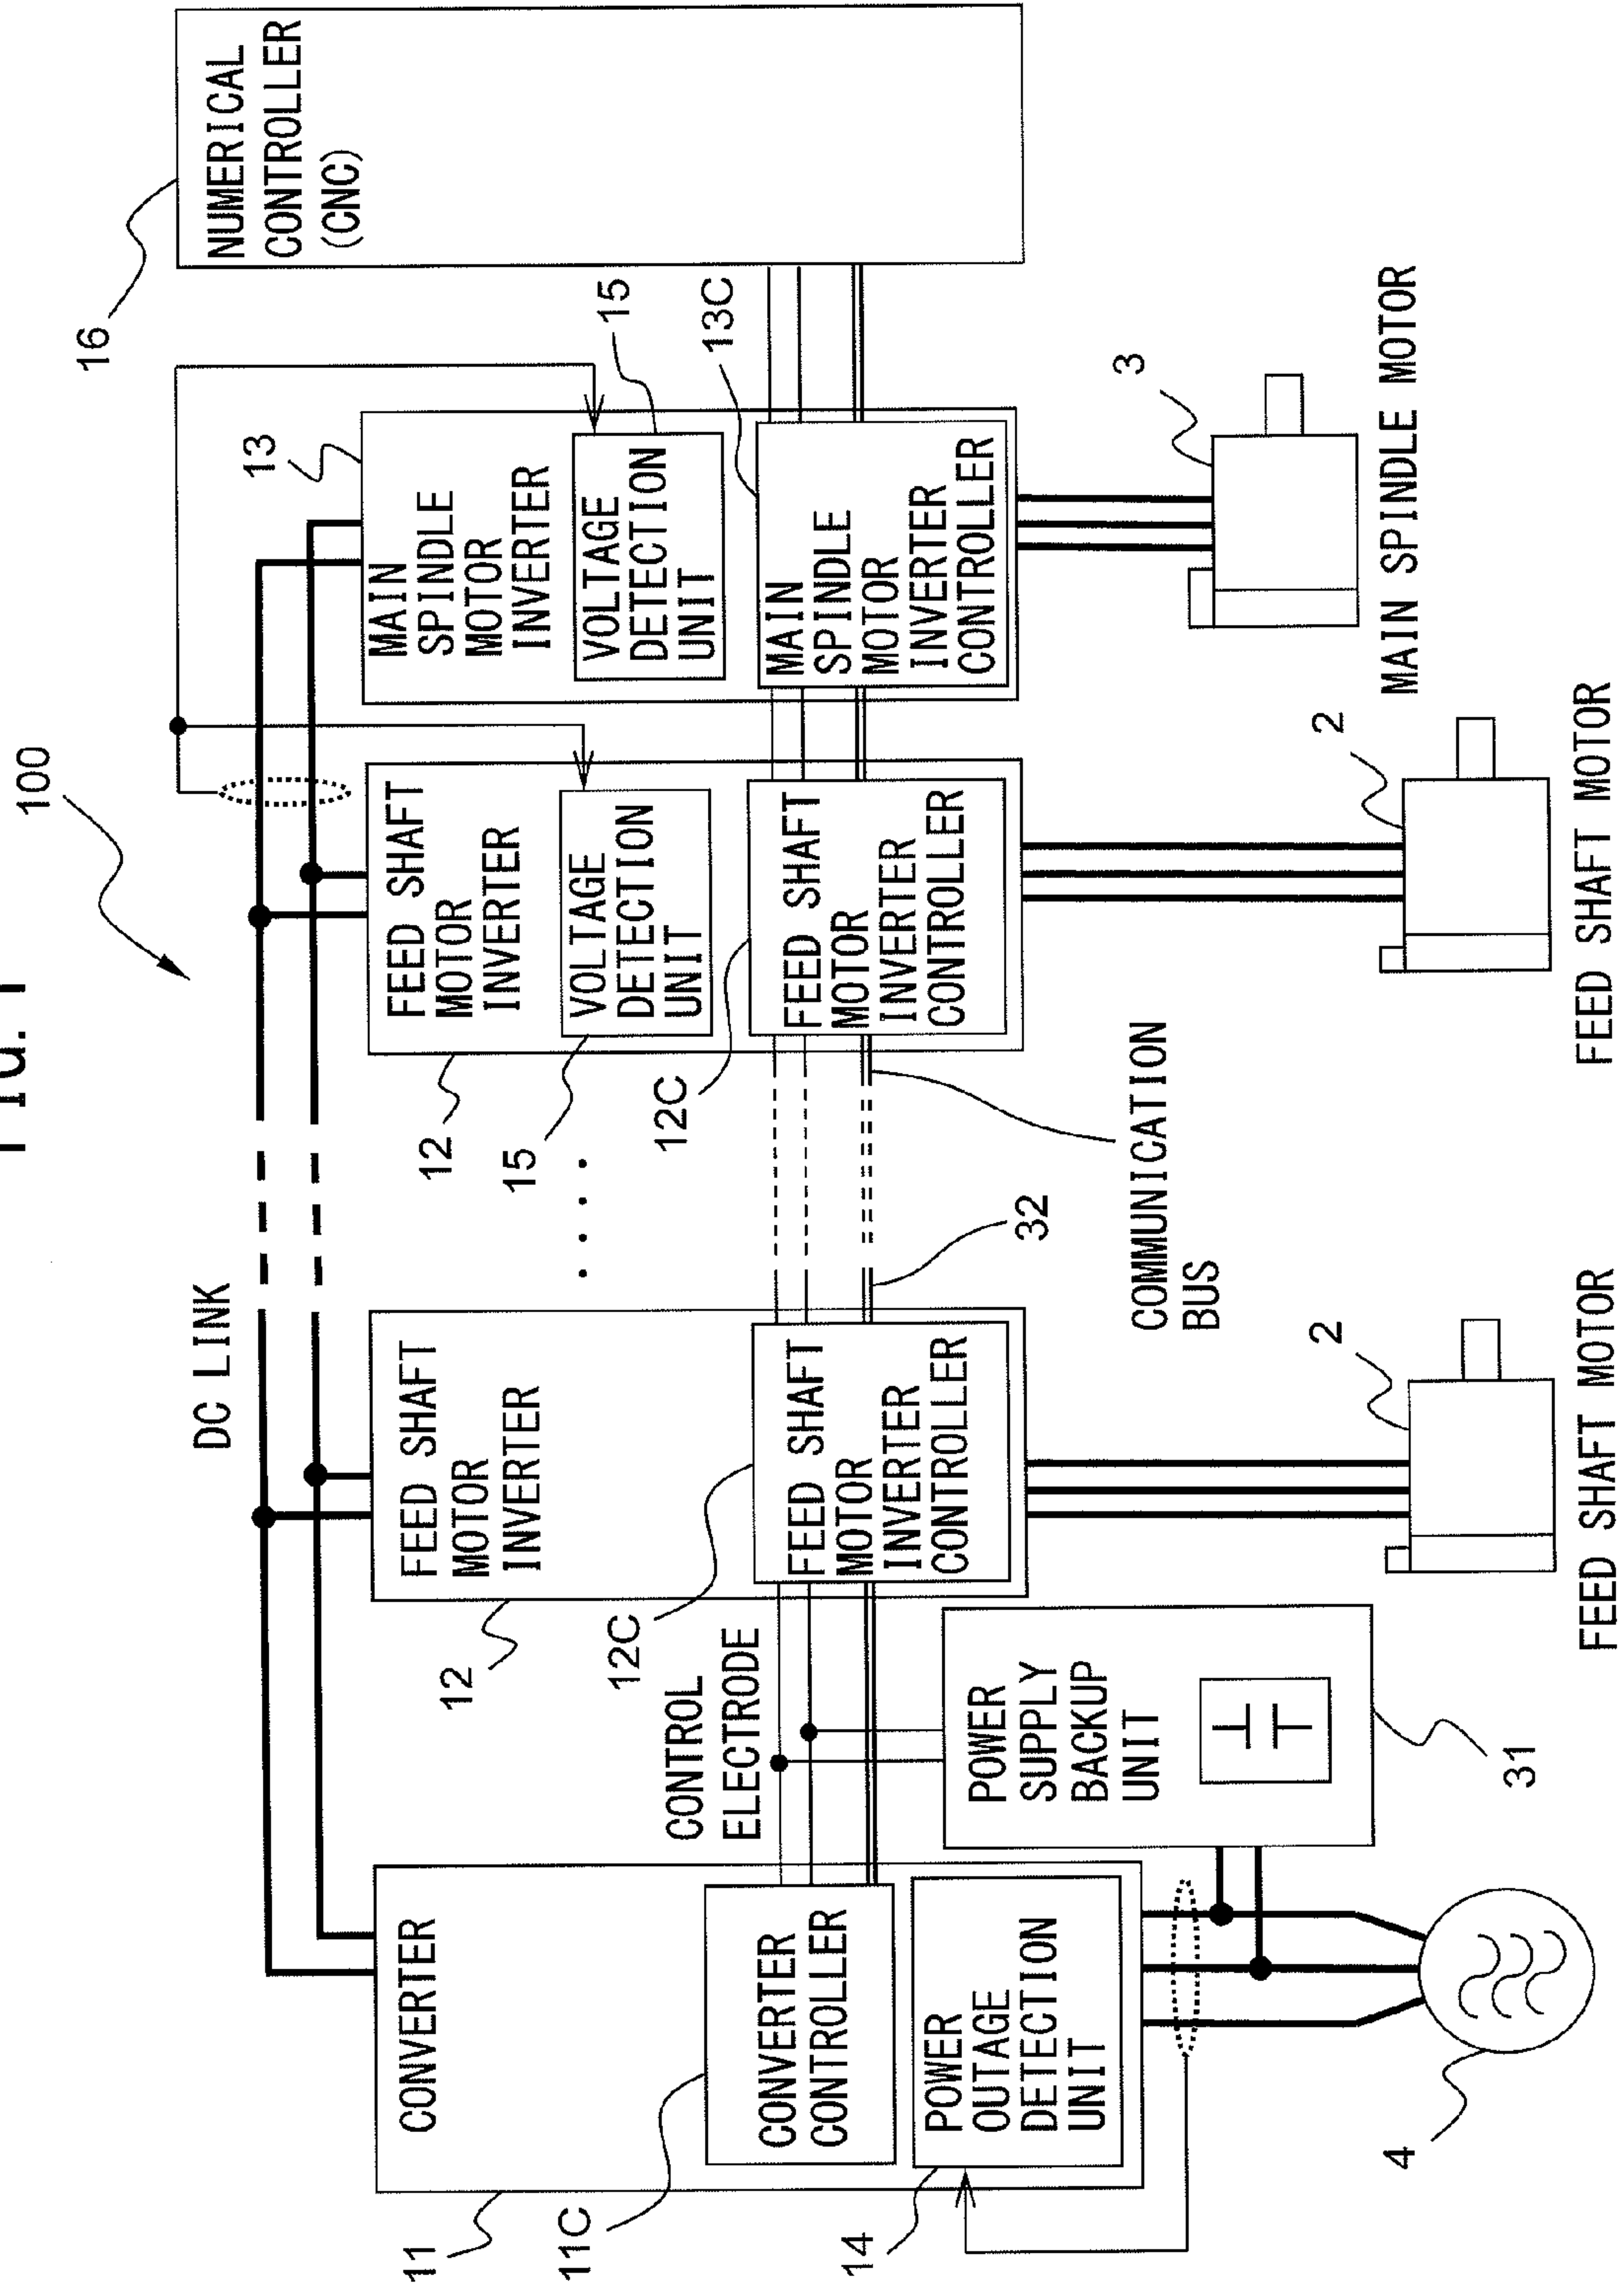 FIG. 1
100
DC LINK
16
NUMERICAL
CONTROLLER
(CNC)
11
CONVERTER
11C
CONVERTER
CONTROLLER
14
POWER
OUTAGE
DETECTION
UNIT
4
CONTROL
ELECTRODE
POWER
SUPPLY
BACKUP
UNIT
31
12
FEED SHAFT
MOTOR
INVERTER
12C
FEED SHAFT
MOTOR
INVERTER
CONTROLLER
2
FEED SHAFT MOTOR
32
COMMUNICATION
BUS
12
FEED SHAFT
MOTOR
INVERTER
15
VOLTAGE
DETECTION
UNIT
12C
FEED SHAFT
MOTOR
INVERTER
CONTROLLER
2
FEED SHAFT MOTOR
13
MAIN
SPINDLE
MOTOR
INVERTER
15
VOLTAGE
DETECTION
UNIT
13C
MAIN
SPINDLE
MOTOR
INVERTER
CONTROLLER
3
MAIN SPINDLE MOTOR